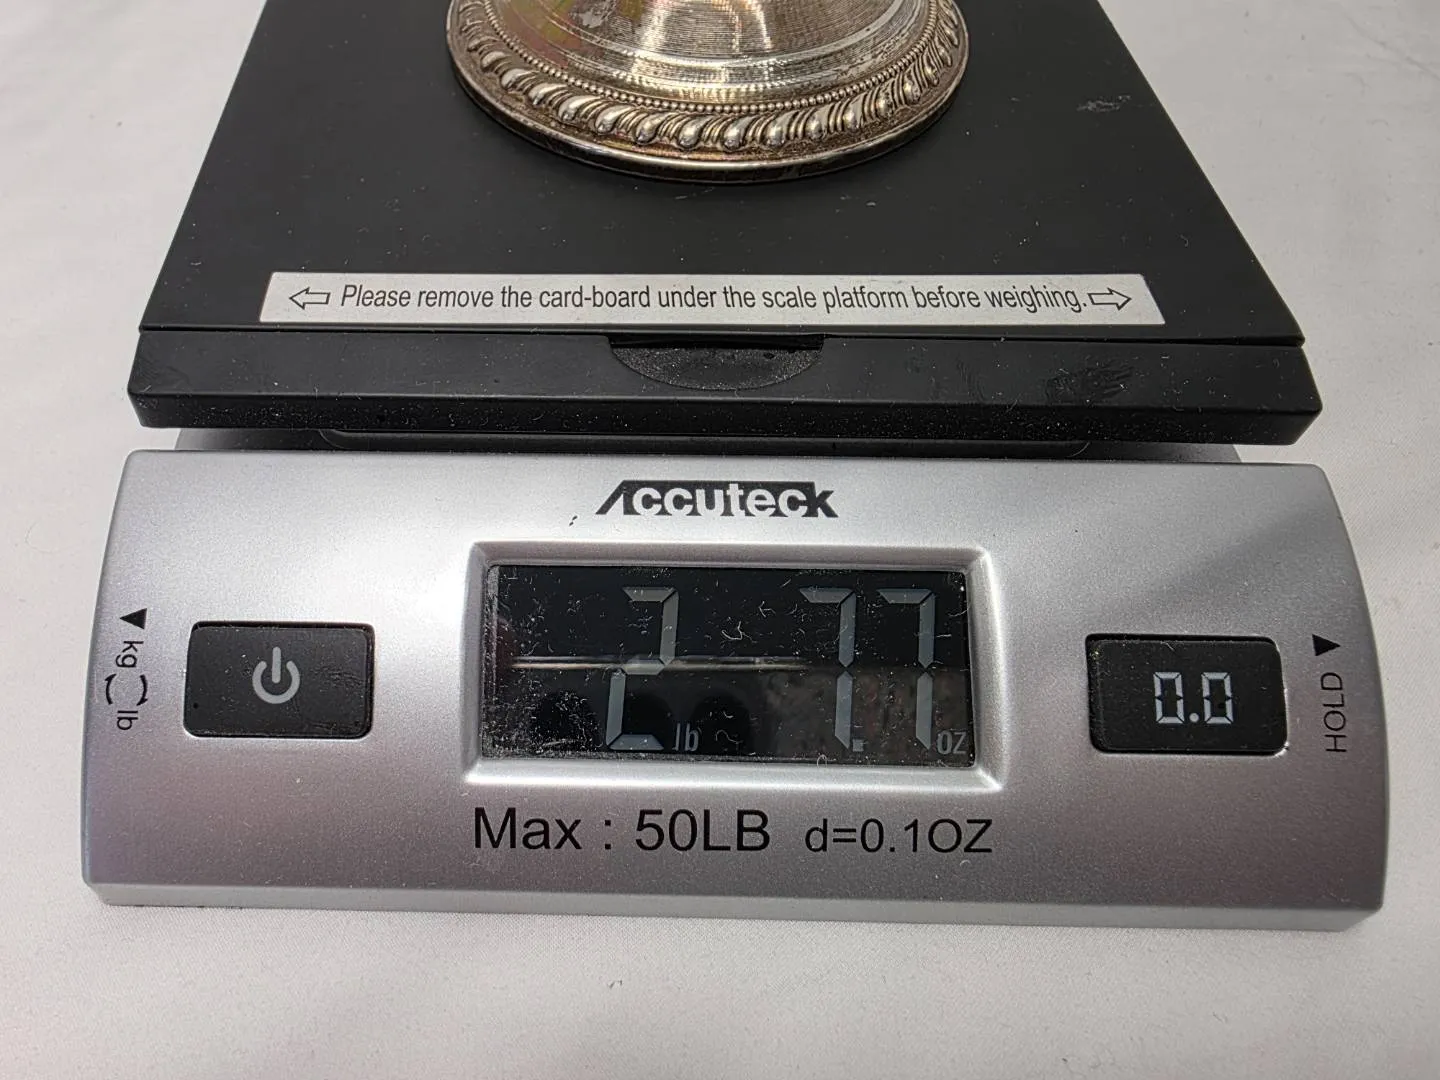 Please remove the card-board under the scale platform before weighing.
Accuteck
kg lb
2 lb 7.7 oz
0.0
HOLD
Max : 50LB d=0.1OZ